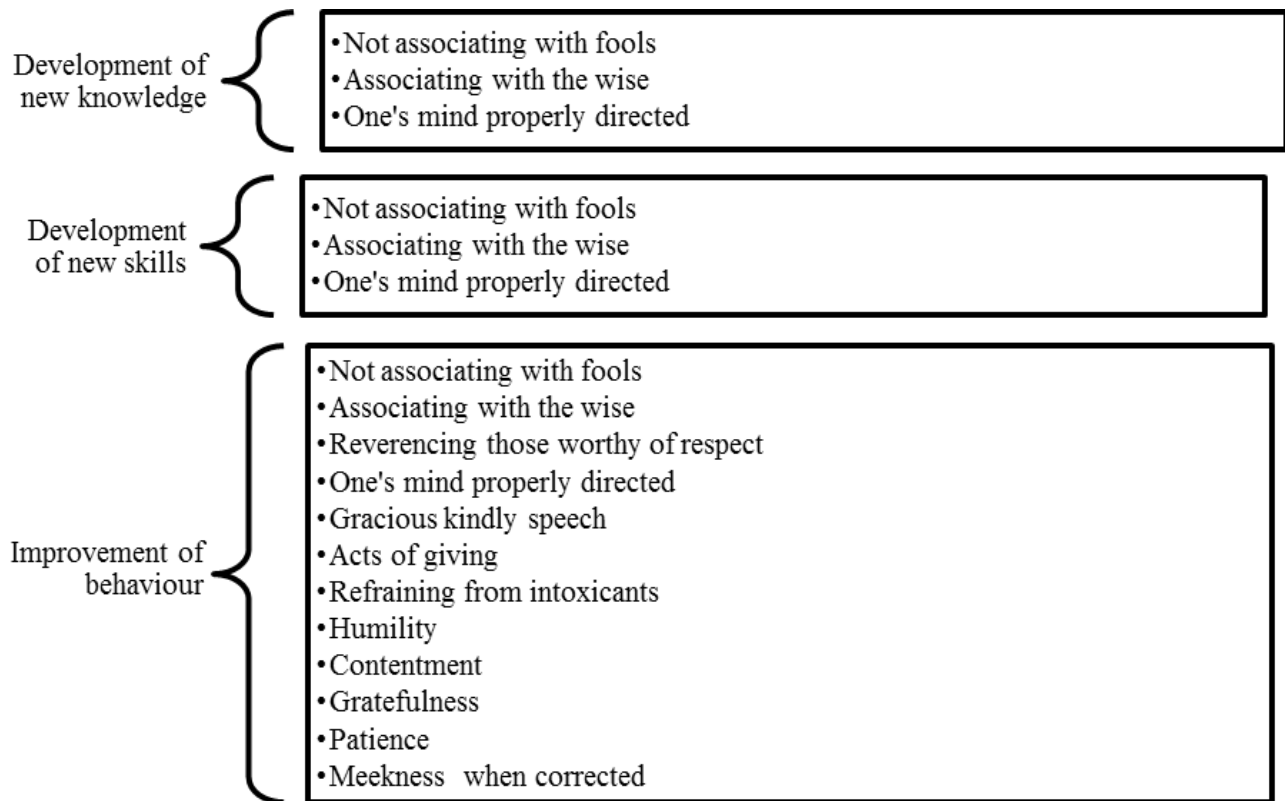 Development of
new knowledge
•Not associating with fools
•Associating with the wise
•One's mind properly directed
Development
of new skills
•Not associating with fools
•Associating with the wise
•One's mind properly directed
Improvement of
behaviour
•Not associating with fools
•Associating with the wise
•Reverencing those worthy of respect
•One's mind properly directed
•Gracious kindly speech
•Acts of giving
•Refraining from intoxicants
•Humility
•Contentment
•Gratefulness
•Patience
•Meekness when corrected